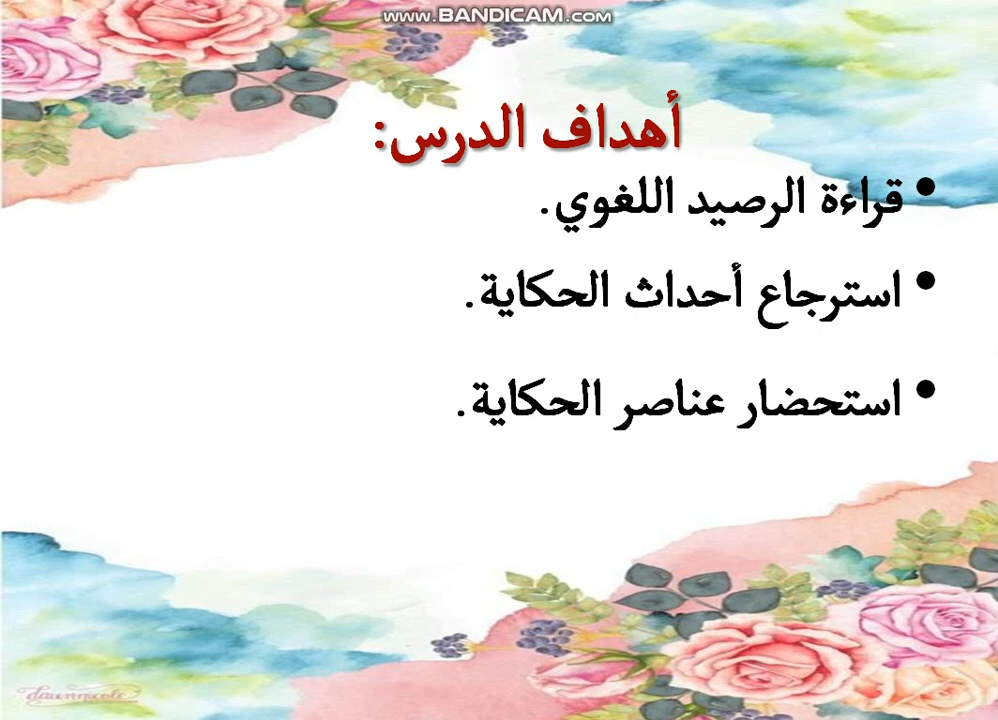 www.BANDICAM.com
أهداف الدرس:
• قراءة الرصيد اللغوي.
• استرجاع أحداث الحكاية.
• استحضار عناصر الحكاية.